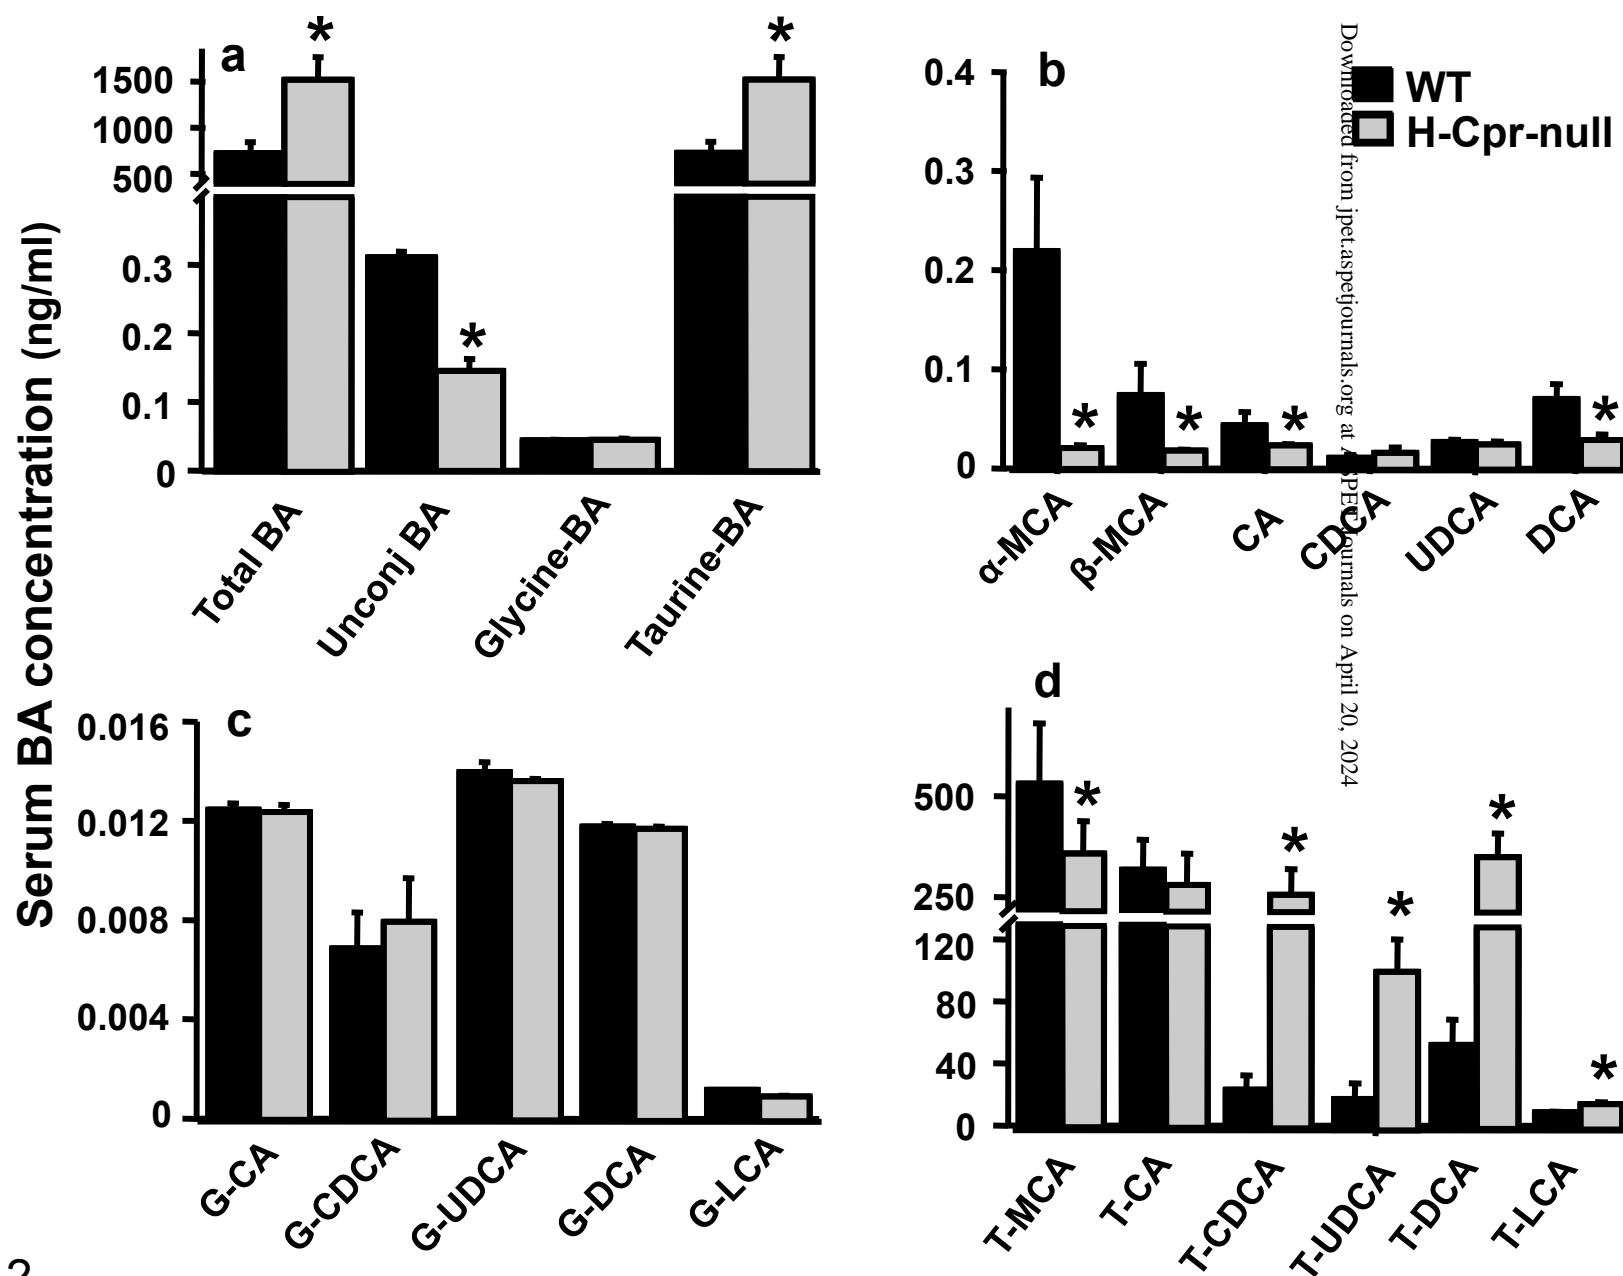 Serum BA concentration (ng/ml)
a
1500
1000
500
0.3
0.2
0.1
0
*
*
*
Total BA
Unconj BA
Glycine-BA
Taurine-BA
b
WT
H-Cpr-null
0.4
0.3
0.2
0.1
0
*
*
*
*
α-MCA
β-MCA
CA
CDCA
UDCA
DCA
Downloaded from jpet.aspetjournals.org at ASPET Journals on April 20, 2024
c
0.016
0.012
0.008
0.004
0
G-CA
G-CDCA
G-UDCA
G-DCA
G-LCA
d
500
250
120
80
40
0
*
*
*
*
*
T-MCA
T-CA
T-CDCA
T-UDCA
T-DCA
T-LCA
2